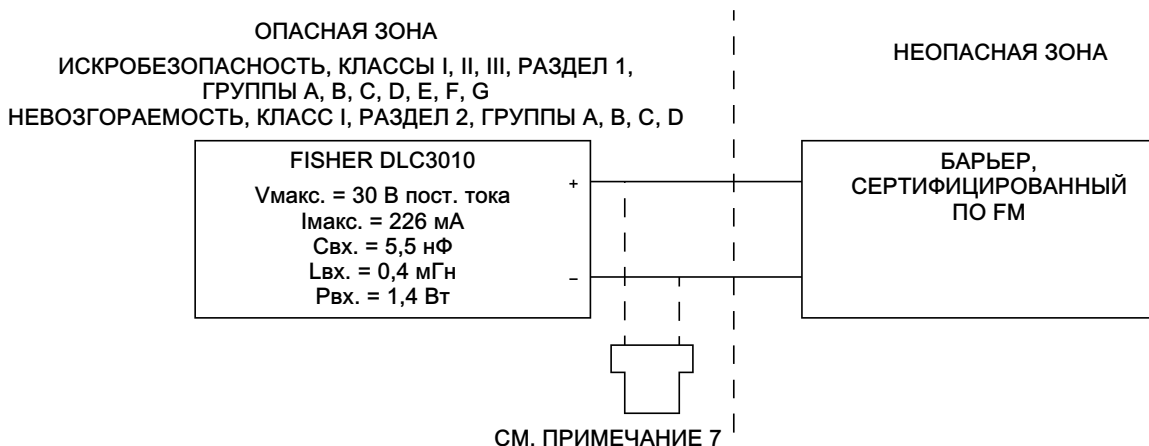 ОПАСНАЯ ЗОНА
ИСКРОБЕЗОПАСНОСТЬ, КЛАССЫ I, II, III, РАЗДЕЛ 1,
ГРУППЫ A, B, C, D, E, F, G
НЕВОЗГОРАЕМОСТЬ, КЛАСС I, РАЗДЕЛ 2, ГРУППЫ A, B, C, D
НЕОПАСНАЯ ЗОНА
FISHER DLC3010
Vмакс. = 30 В пост. тока
Iмакс. = 226 мА
Cвх. = 5,5 нФ
Lвх. = 0,4 мГн
Pвх. = 1,4 Вт
+
−
БАРЬЕР,
СЕРТИФИЦИРОВАННЫЙ
ПО FM
СМ. ПРИМЕЧАНИЕ 7